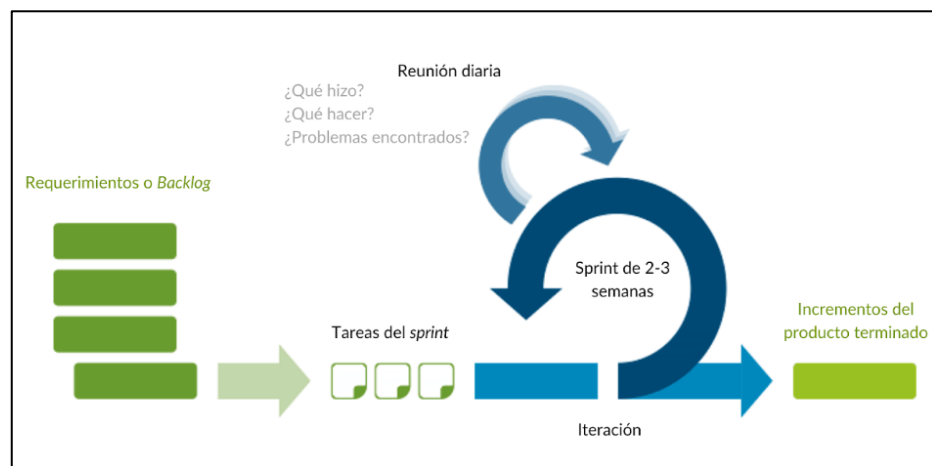 Reunión diaria
¿Qué hizo?
¿Qué hacer?
¿Problemas encontrados?
Requerimientos o Backlog
Sprint de 2-3
semanas
Tareas del sprint
Incrementos del
producto terminado
Iteración